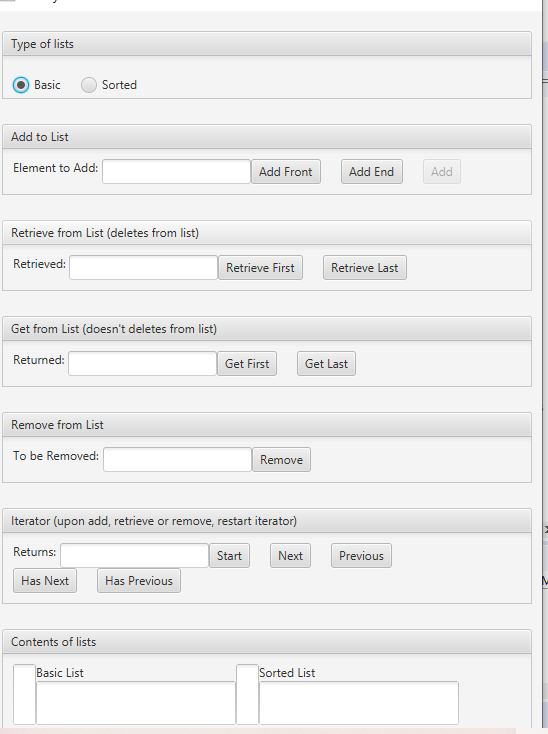 Type of lists
Basic Sorted
Add to List
Element to Add: Add Front Add End Add
Retrieve from List (deletes from list)
Retrieved: Retrieve First Retrieve Last
Get from List (doesn't deletes from list)
Returned: Get First Get Last
Remove from List
To be Removed: Remove
Iterator (upon add, retrieve or remove, restart iterator)
Returns: Start Next Previous
Has Next Has Previous
Contents of lists
Basic List Sorted List